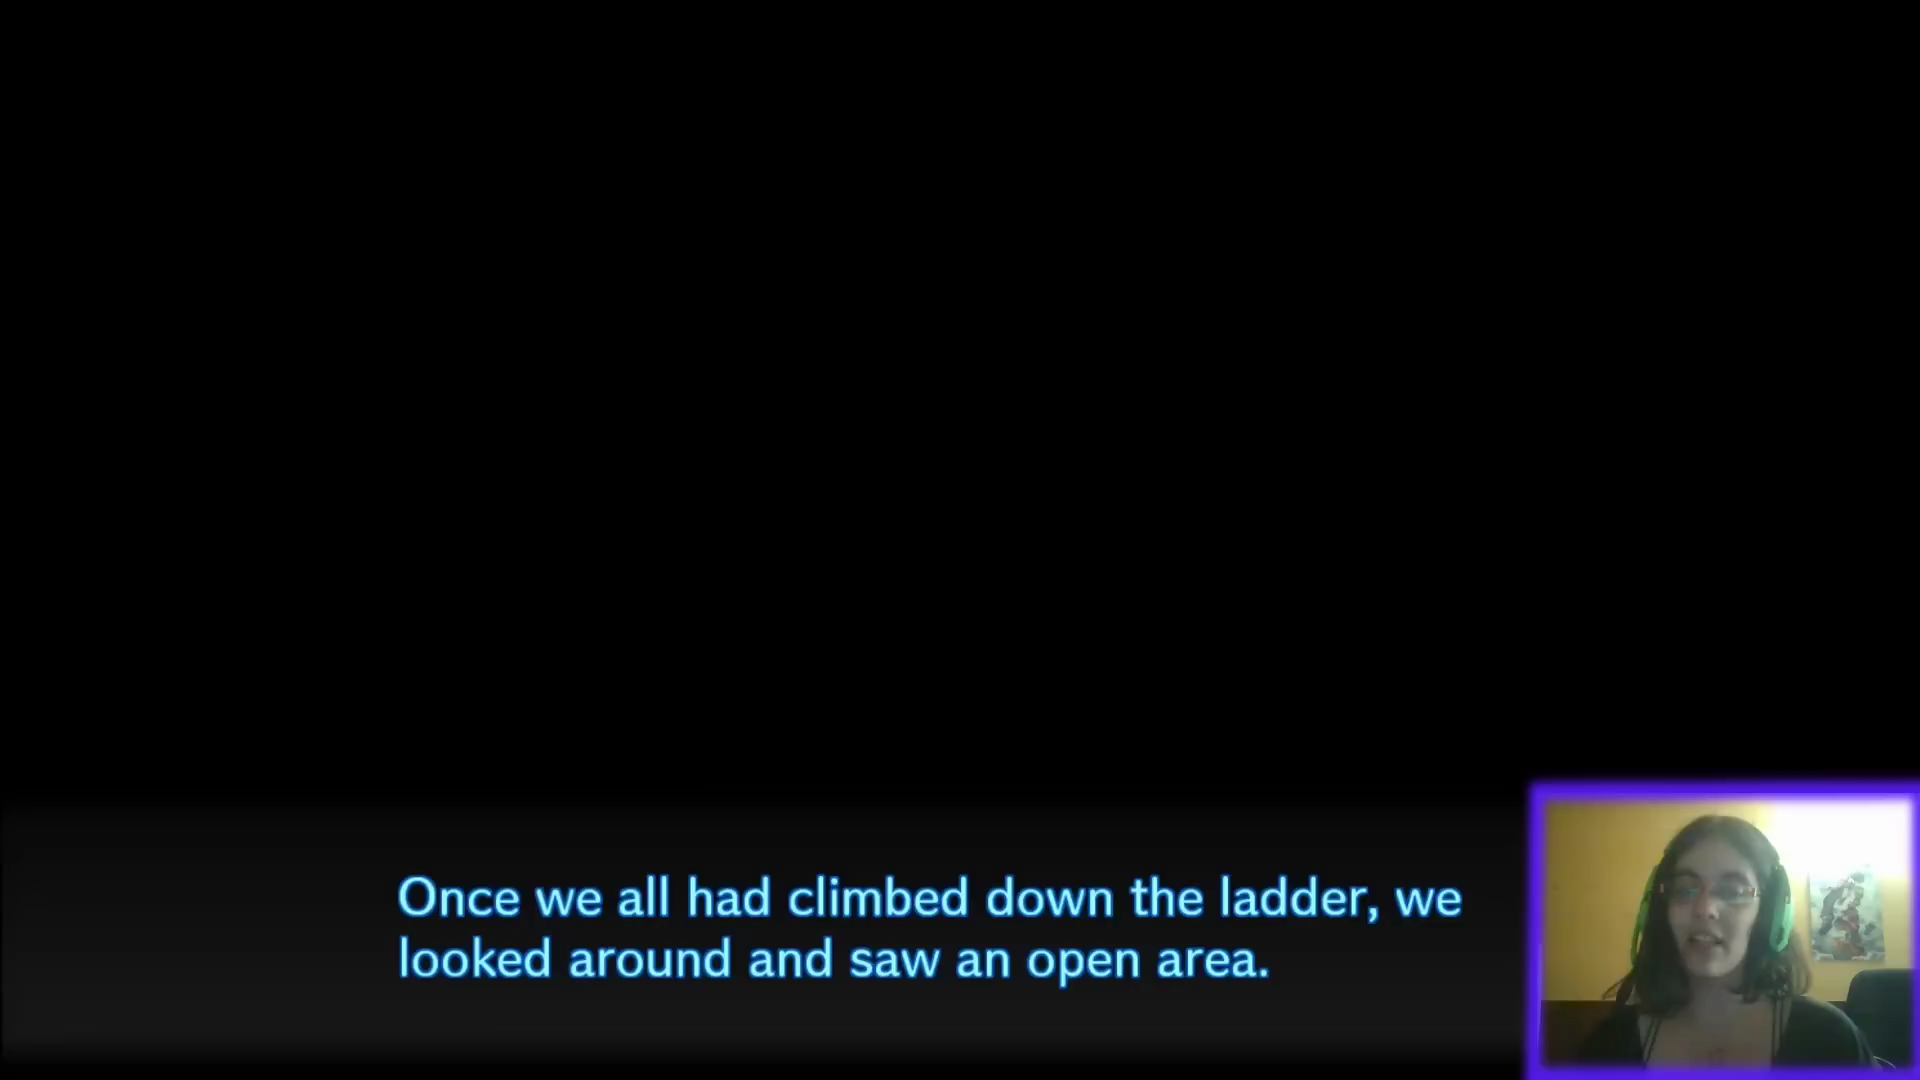 Once we all had climbed down the ladder, we
looked around and saw an open area.